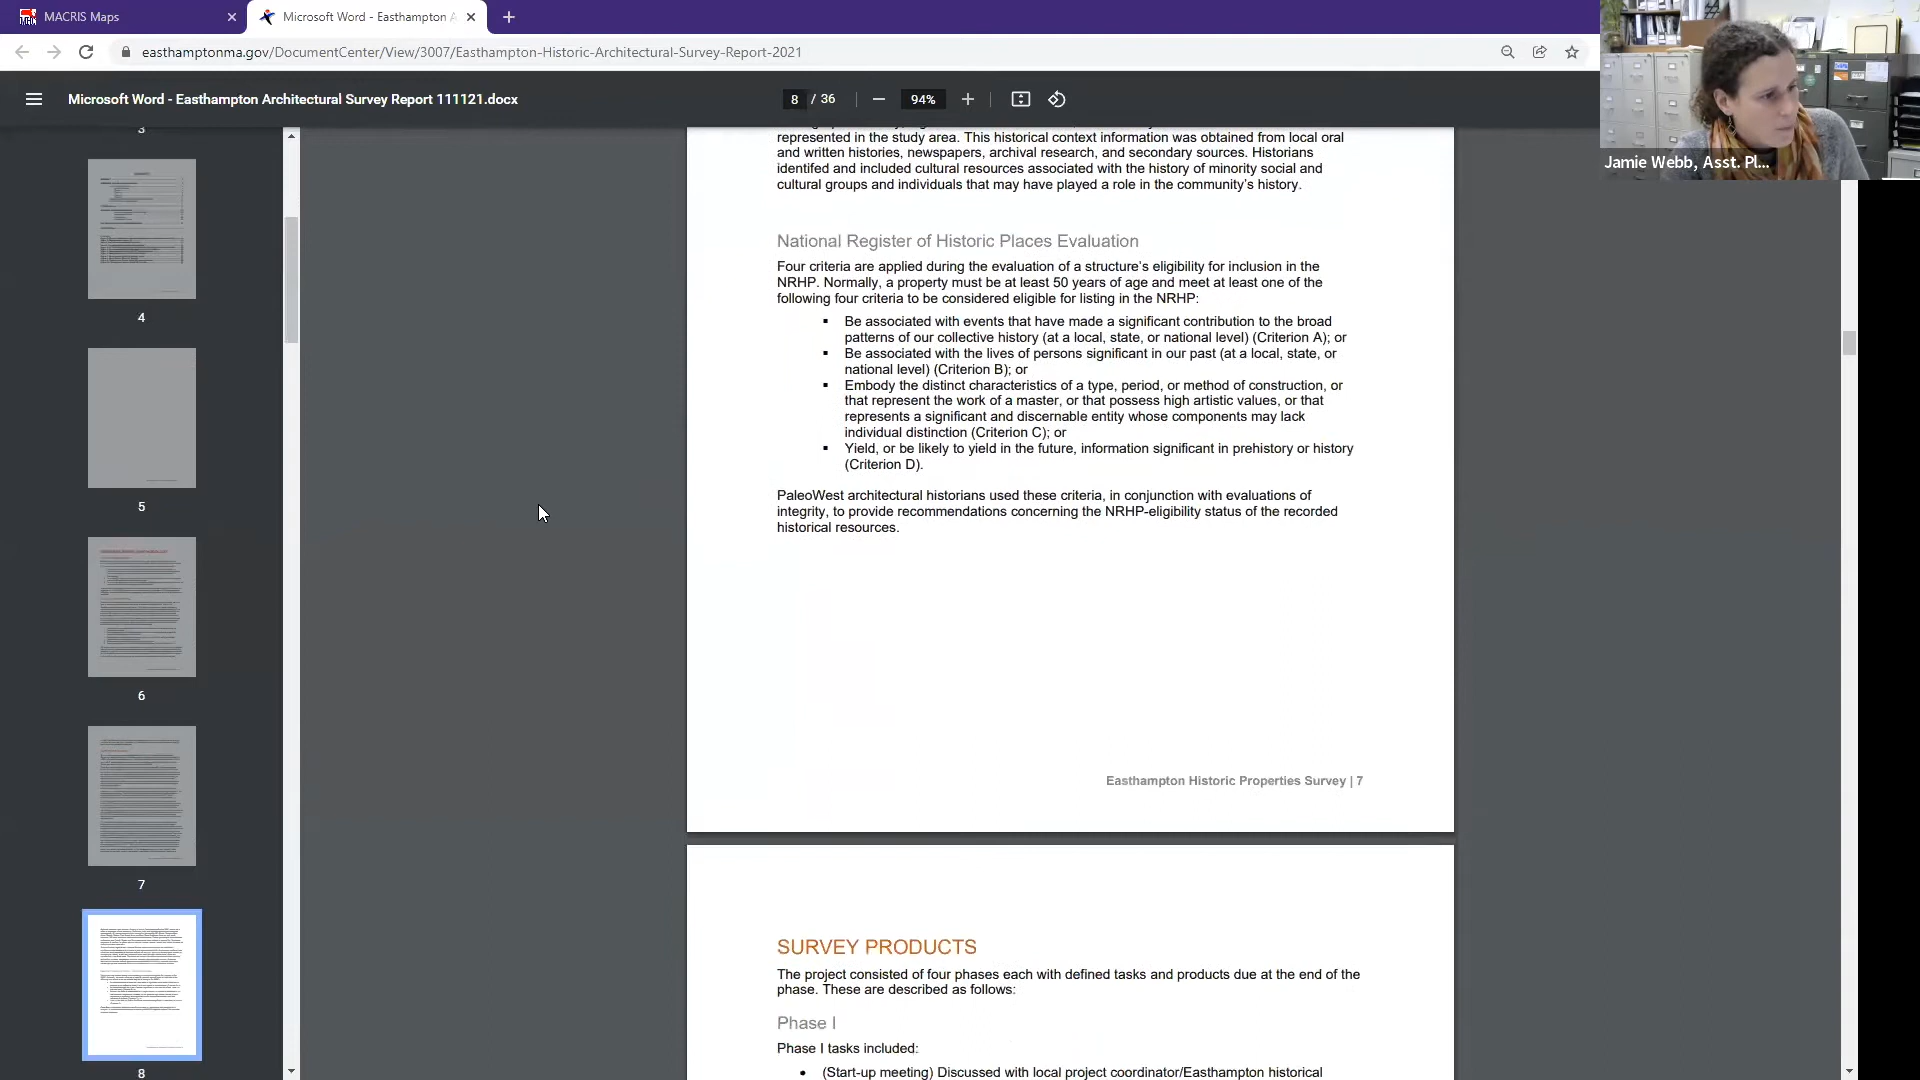 MACRIS Maps
Microsoft Word - Easthampton A
easthamptonma.gov/DocumentCenter/View/3007/Easthampton-Historic-Architectural-Survey-Report-2021
Microsoft Word - Easthampton Architectural Survey Report 111121.docx
8 / 36
94%
Jamie Webb, Asst. Pl...
3
4
5
6
7
8
represented in the study area. This historical context information was obtained from local oral
and written histories, newspapers, archival research, and secondary sources. Historians
identifed and included cultural resources associated with the history of minority social and
cultural groups and individuals that may have played a role in the community's history.
National Register of Historic Places Evaluation
Four criteria are applied during the evaluation of a structure's eligibility for inclusion in the
NRHP. Normally, a property must be at least 50 years of age and meet at least one of the
following four criteria to be considered eligible for listing in the NRHP:
▪ Be associated with events that have made a significant contribution to the broad
patterns of our collective history (at a local, state, or national level) (Criterion A); or
▪ Be associated with the lives of persons significant in our past (at a local, state, or
national level) (Criterion B); or
▪ Embody the distinct characteristics of a type, period, or method of construction, or
that represent the work of a master, or that possess high artistic values, or that
represents a significant and discernable entity whose components may lack
individual distinction (Criterion C); or
▪ Yield, or be likely to yield in the future, information significant in prehistory or history
(Criterion D).
PaleoWest architectural historians used these criteria, in conjunction with evaluations of
integrity, to provide recommendations concerning the NRHP-eligibility status of the recorded
historical resources.
Easthampton Historic Properties Survey | 7
SURVEY PRODUCTS
The project consisted of four phases each with defined tasks and products due at the end of the
phase. These are described as follows:
Phase I
Phase I tasks included:
• (Start-up meeting) Discussed with local project coordinator/Easthampton historical